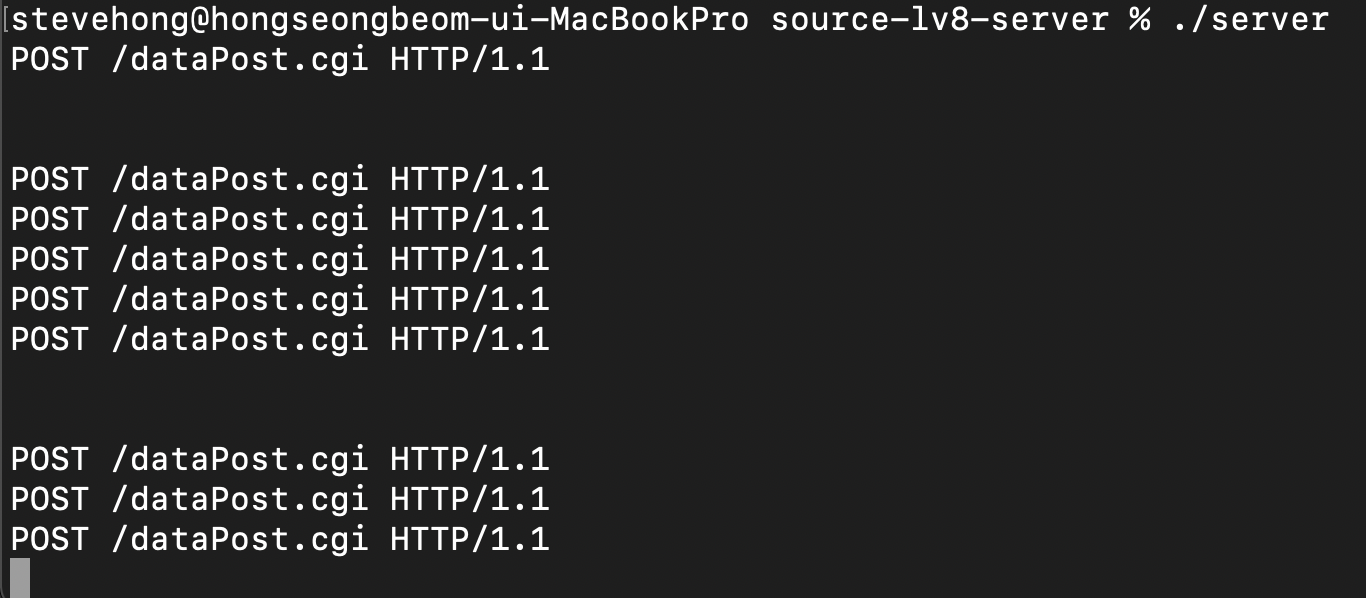 [stevehong@hongseongbeom-ui-MacBookPro source-lv8-server % ./server
POST /dataPost.cgi HTTP/1.1
POST /dataPost.cgi HTTP/1.1
POST /dataPost.cgi HTTP/1.1
POST /dataPost.cgi HTTP/1.1
POST /dataPost.cgi HTTP/1.1
POST /dataPost.cgi HTTP/1.1
POST /dataPost.cgi HTTP/1.1
POST /dataPost.cgi HTTP/1.1
POST /dataPost.cgi HTTP/1.1